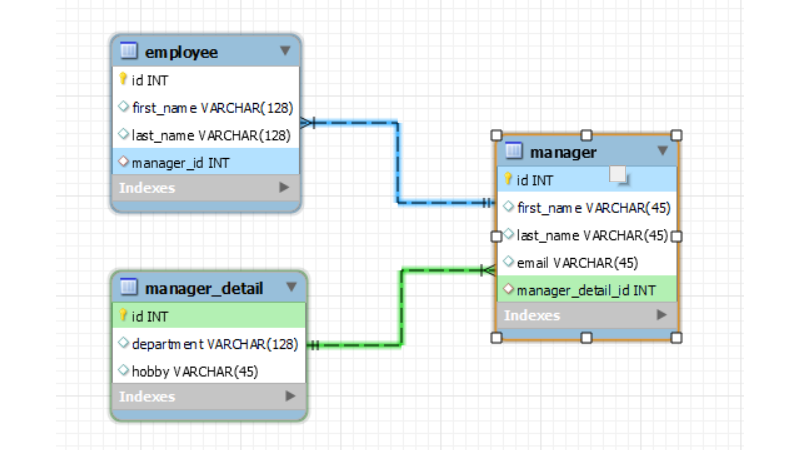 employee
id INT
first_name VARCHAR(128)
last_name VARCHAR(128)
manager_id INT
Indexes
manager
id INT
first_name VARCHAR(45)
last_name VARCHAR(45)
email VARCHAR(45)
manager_detail_id INT
Indexes
manager_detail
id INT
department VARCHAR(128)
hobby VARCHAR(45)
Indexes